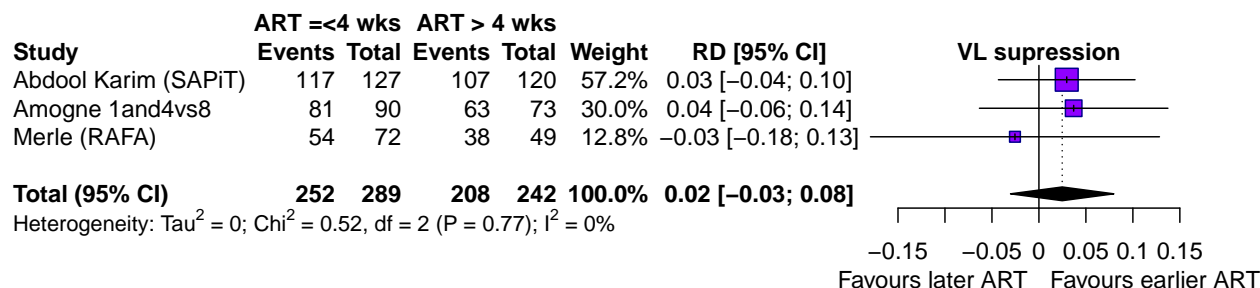 ART =<4 wks ART > 4 wks
Study Events Total Events Total Weight RD [95% CI] VL supression
Abdool Karim (SAPiT) 117 127 107 120 57.2% 0.03 [−0.04; 0.10]
Amogne 1and4vs8 81 90 63 73 30.0% 0.04 [−0.06; 0.14]
Merle (RAFA) 54 72 38 49 12.8% −0.03 [−0.18; 0.13]
Total (95% CI) 252 289 208 242 100.0% 0.02 [−0.03; 0.08]
Heterogeneity: Tau² = 0; Chi² = 0.52, df = 2 (P = 0.77); I² = 0%
−0.15 −0.05 0 0.05 0.1 0.15
Favours later ART Favours earlier ART